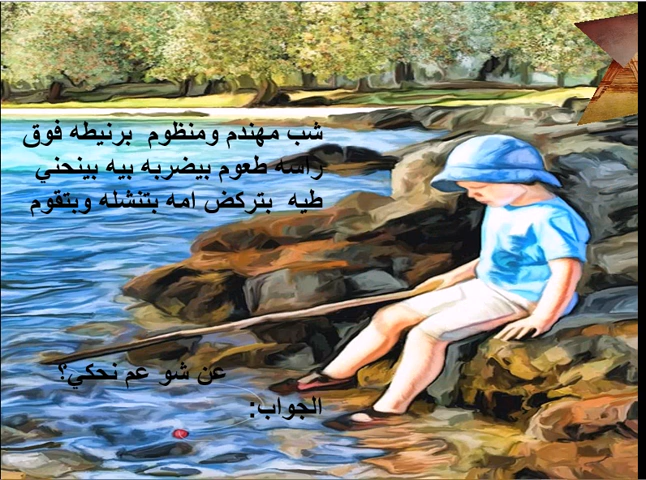 شب مهندم ومنظوم برنيطه فوق
راسه طعوم بيضربه بيه بينحني
طيه بتركض امه بتنشله وبتقوم
عن شو عم نحكي؟
الجواب: